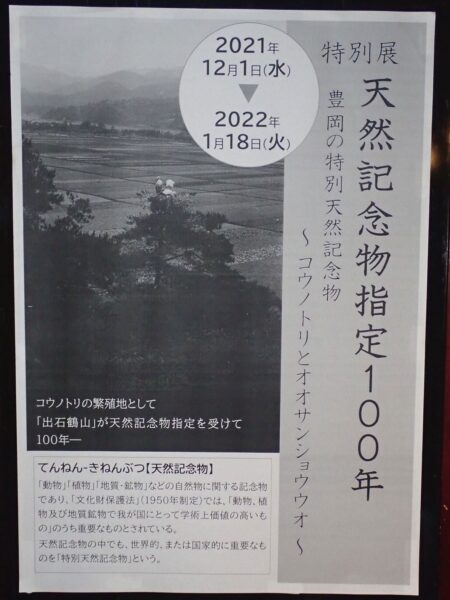 特別展
天然記念物指定100年
豊岡の特別天然記念物
～コウノトリとオオサンショウウオ～
2021年
12月1日(水)
▼
2022年
1月18日(火)
コウノトリの繁殖地として
「出石鶴山」が天然記念物指定を受けて
100年―
てんねん-きねんぶつ【天然記念物】
「動物」「植物」「地質・鉱物」などの自然物に関する記念物
であり、「文化財保護法」(1950年制定)では、「動物、植
物及び地質鉱物で我が国にとって学術上価値の高いも
の」のうち重要なものとされている。
天然記念物の中でも、世界的、または国家的に重要なも
のを「特別天然記念物」という。